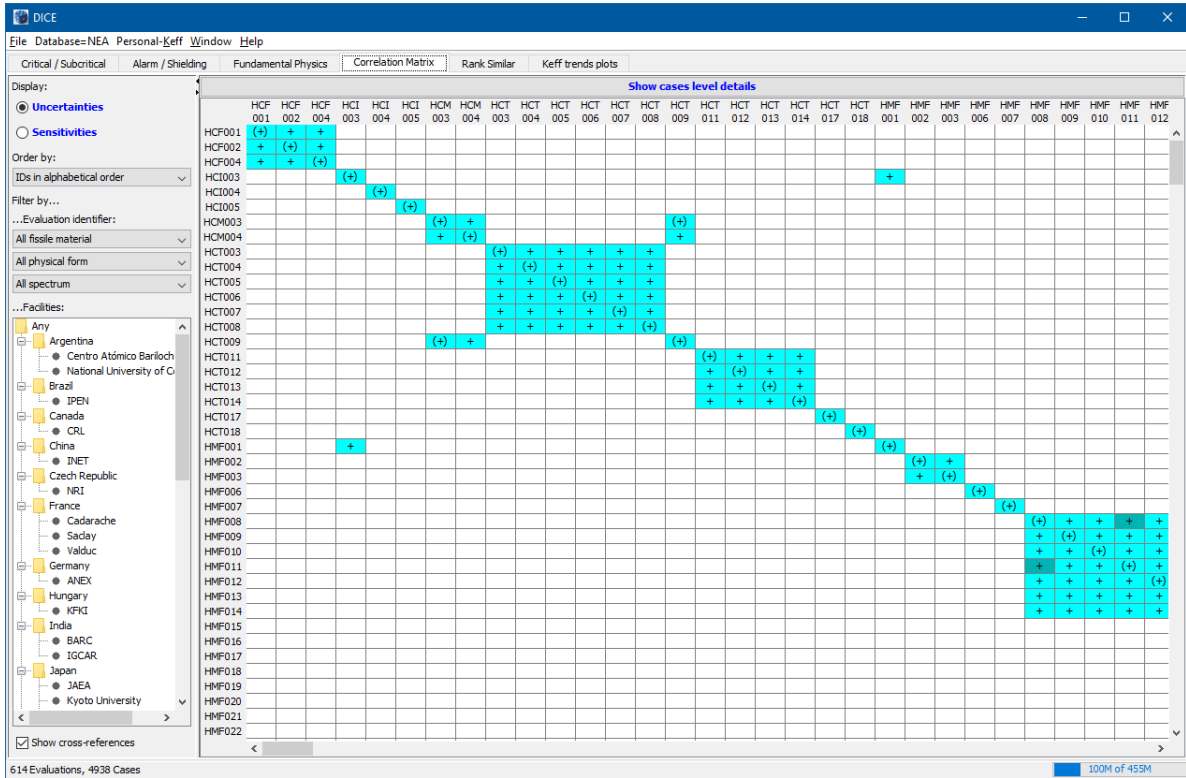 DICE
File Database=NEA Personal-Keff Window Help
Critical / Subcritical Alarm / Shielding Fundamental Physics Correlation Matrix Rank Similar Keff trends plots
Display:
Uncertainties
Sensitivities
Order by:
IDs in alphabetical order
Filter by...
...Evaluation identifier:
All fissile material
All physical form
All spectrum
...Facilities:
Any
Argentina
Centro Atómico Bariloch
National University of C
Brazil
IPEN
Canada
CRL
China
INET
Czech Republic
NRI
France
Cadarache
Saclay
Valduc
Germany
ANEX
Hungary
KFKI
India
BARC
IGCAR
Japan
JAEA
Kyoto University
Show cross-references
Show cases level details
HCF HCF HCF HCI HCI HCI HCM HCM HCT HCT HCT HCT HCT HCT HCT HCT HCT HCT HCT HCT HCT HMF HMF HMF HMF HMF HMF HMF HMF HMF HMF
001 002 004 003 004 005 003 004 003 004 005 006 007 008 009 011 012 013 014 017 018 001 002 003 006 007 008 009 010 011 012
HCF001 (+) + +
HCF002 + (+) +
HCF004 + + (+)
HCI003 (+) +
HCI004 (+)
HCI005 (+)
HCM003 (+) + (+)
HCM004 + (+) +
HCT003 (+) + + + + +
HCT004 + (+) + + + +
HCT005 + + (+) + + +
HCT006 + + + (+) + +
HCT007 + + + + (+) +
HCT008 + + + + + (+)
HCT009 (+) + (+)
HCT011 (+) + + +
HCT012 + (+) + +
HCT013 + + (+) +
HCT014 + + + (+)
HCT017 (+)
HCT018 (+)
HMF001 + (+)
HMF002 (+) +
HMF003 + (+)
HMF006 (+)
HMF007 (+)
HMF008 (+) + + + +
HMF009 + (+) + + +
HMF010 + + (+) + +
HMF011 + + + (+) +
HMF012 + + + + (+)
HMF013 + + + + +
HMF014 + + + + +
HMF015
HMF016
HMF017
HMF018
HMF019
HMF020
HMF021
HMF022
614 Evaluations, 4938 Cases
100M of 455M